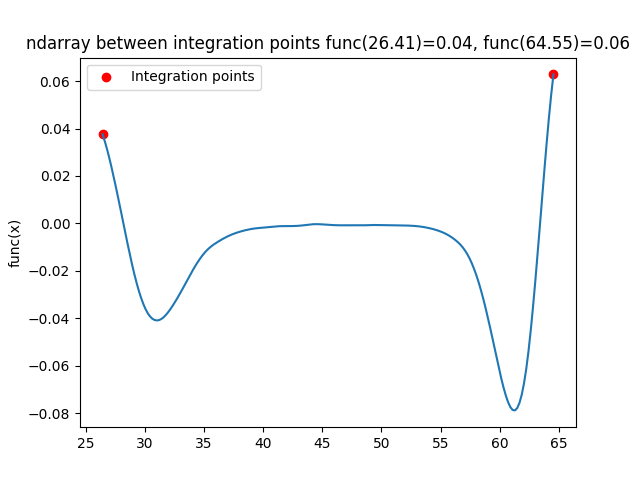 ndarray between integration points func(26.41)=0.04, func(64.55)=0.06
Integration points
func(x)
0.06
0.04
0.02
0.00
−0.02
−0.04
−0.06
−0.08
25 30 35 40 45 50 55 60 65